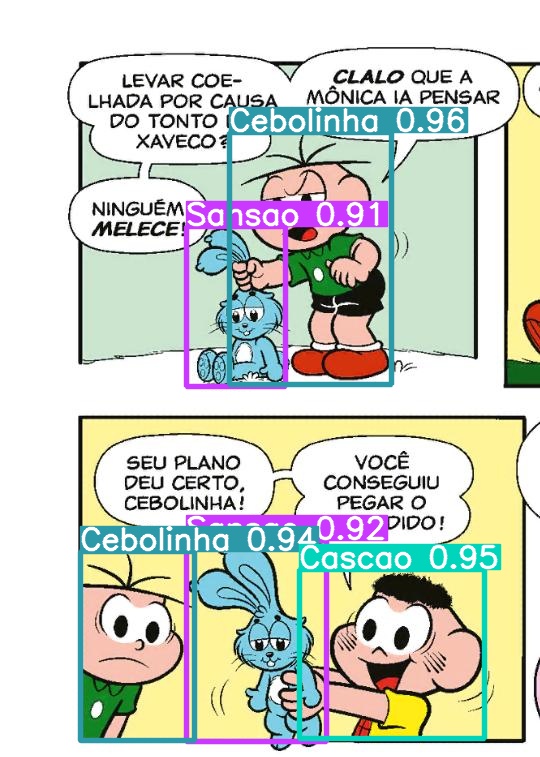 LEVAR COE-
LHADA POR CAUSA
DO TONTO
XAVECO?
CLALO QUE A
MÔNICA IA PENSAR
Cebolinha 0.96
NINGUÉM
MELECE!
Sansao 0.91
SEU PLANO
DEU CERTO,
CEBOLINHA!
VOCÊ
CONSEGUIU
PEGAR O
DIDO!
Sansao 0.92
Cebolinha 0.94
Cascao 0.95